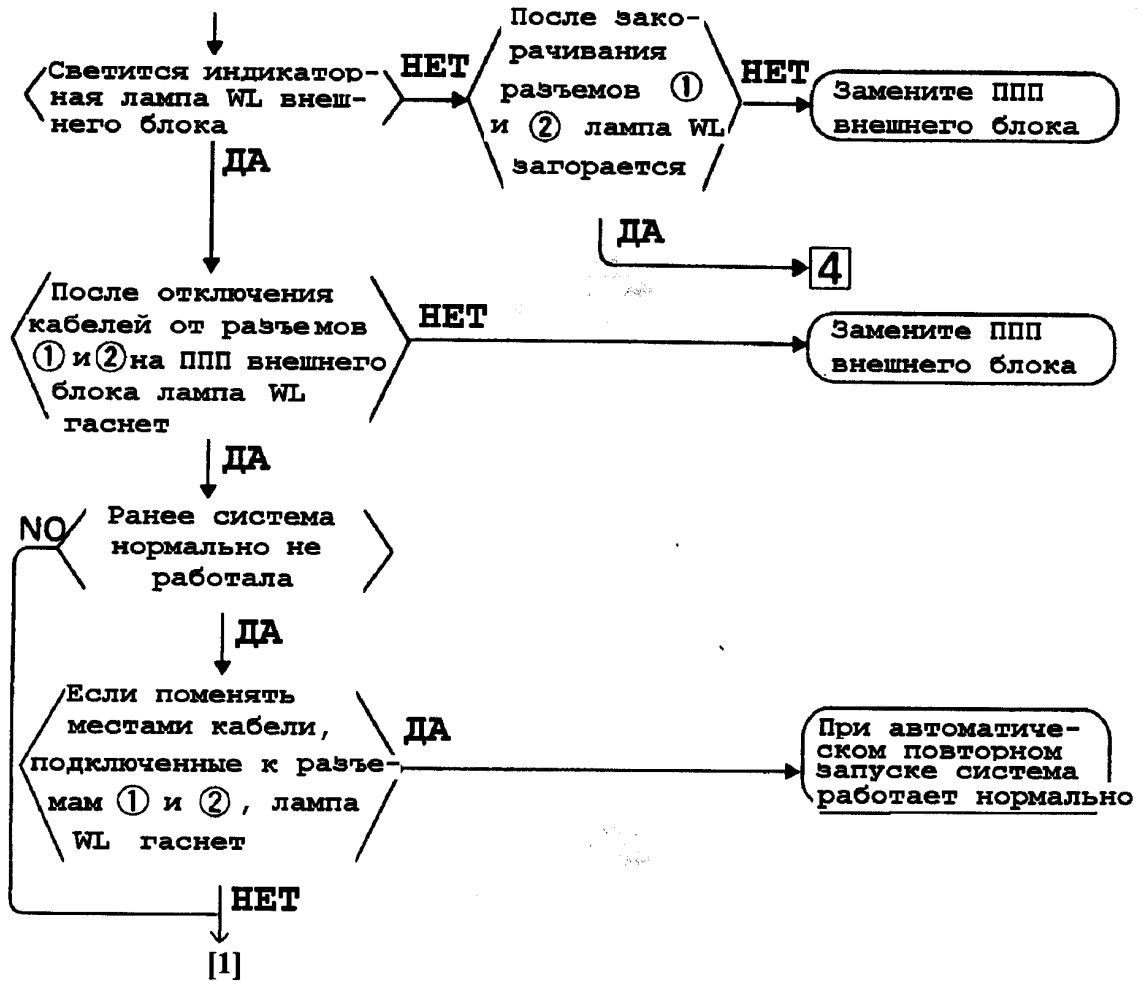 Светится индикатор-
ная лампа WL внеш-
него блока
НЕТ
После зако-
рачивания
разъемов ①
и ② лампа WL
загорается
НЕТ
Замените ППП
внешнего блока
ДА
ДА
4
После отключения
кабелей от разъемов
① и ② на ППП внешнего
блока лампа WL
гаснет
НЕТ
Замените ППП
внешнего блока
ДА
NO
Ранее система
нормально не
работала
ДА
Если поменять
местами кабели,
подключенные к разъе-
мам ① и ②, лампа
WL гаснет
ДА
При автоматиче-
ском повторном
запуске система
работает нормально
НЕТ
[1]